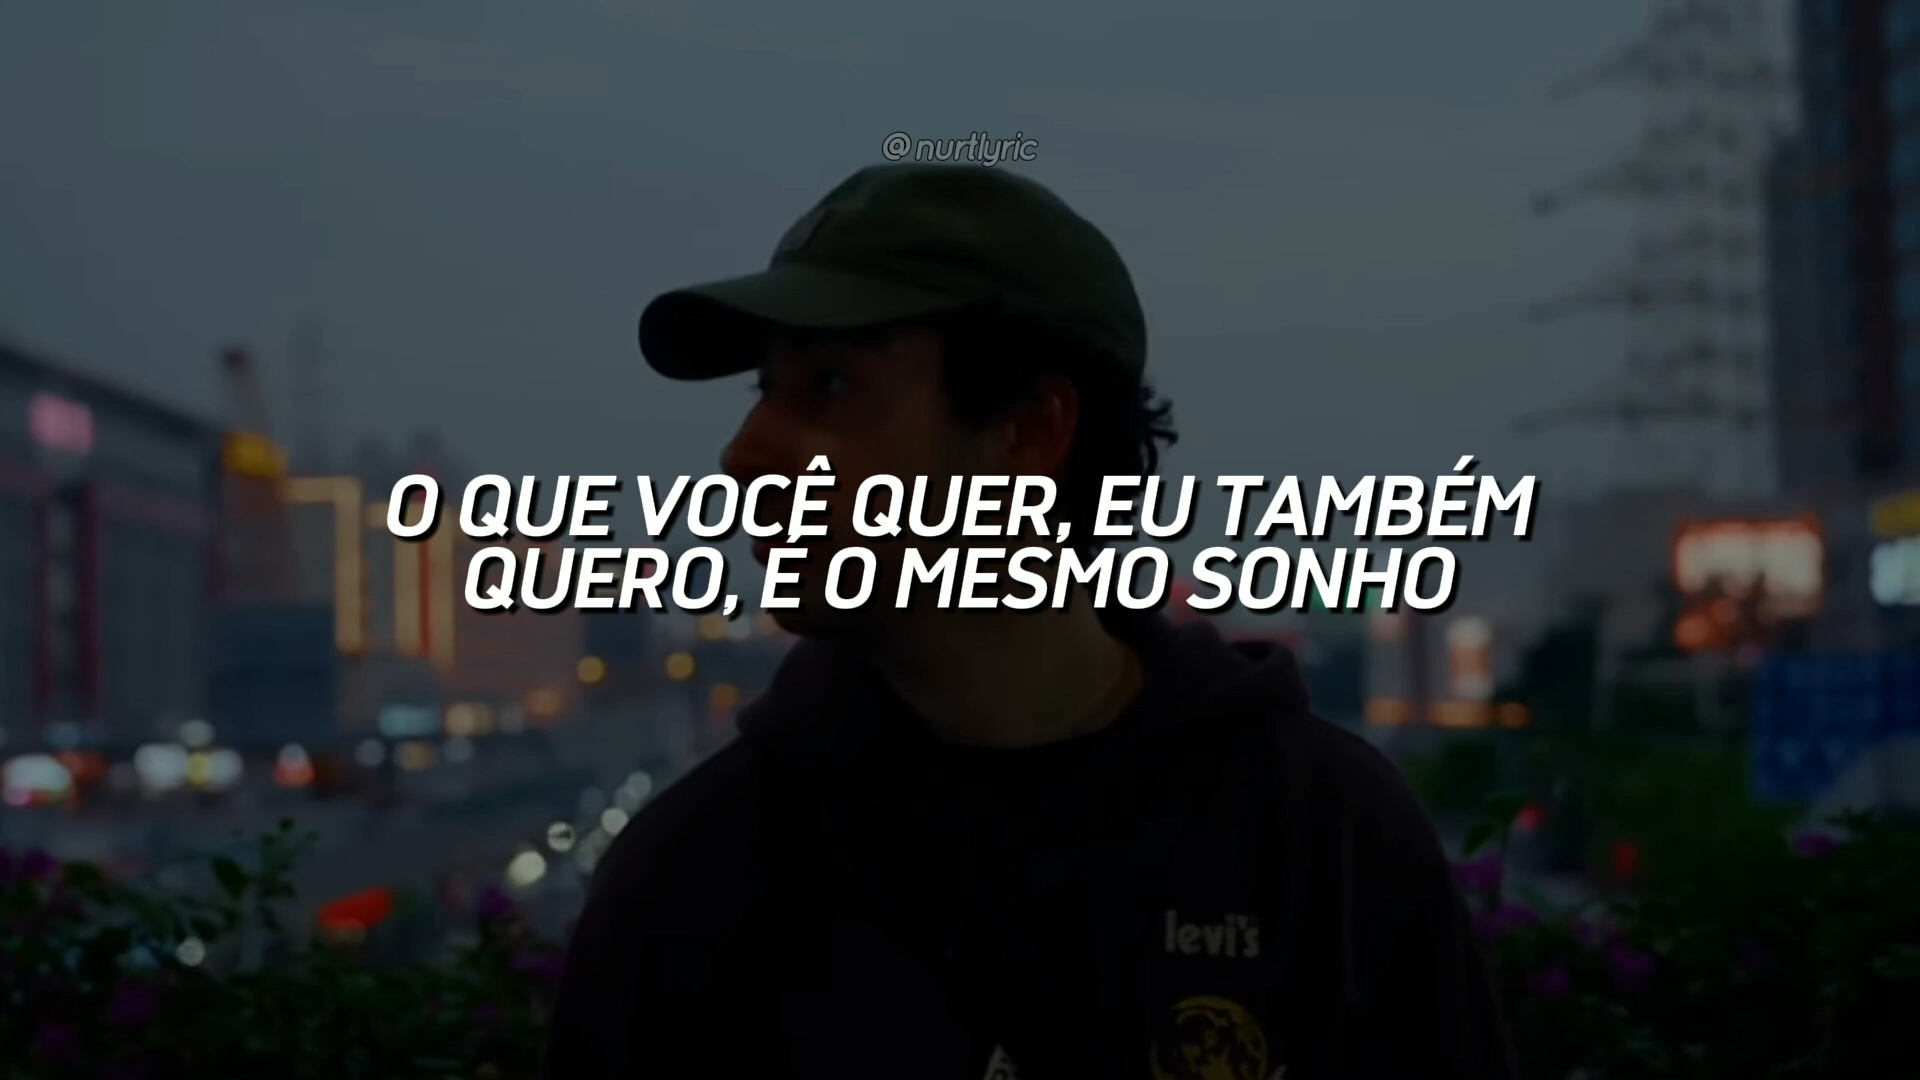 @nurtlyric
O QUE VOCÊ QUER, EU TAMBÉM
QUERO, É O MESMO SONHO
levi's